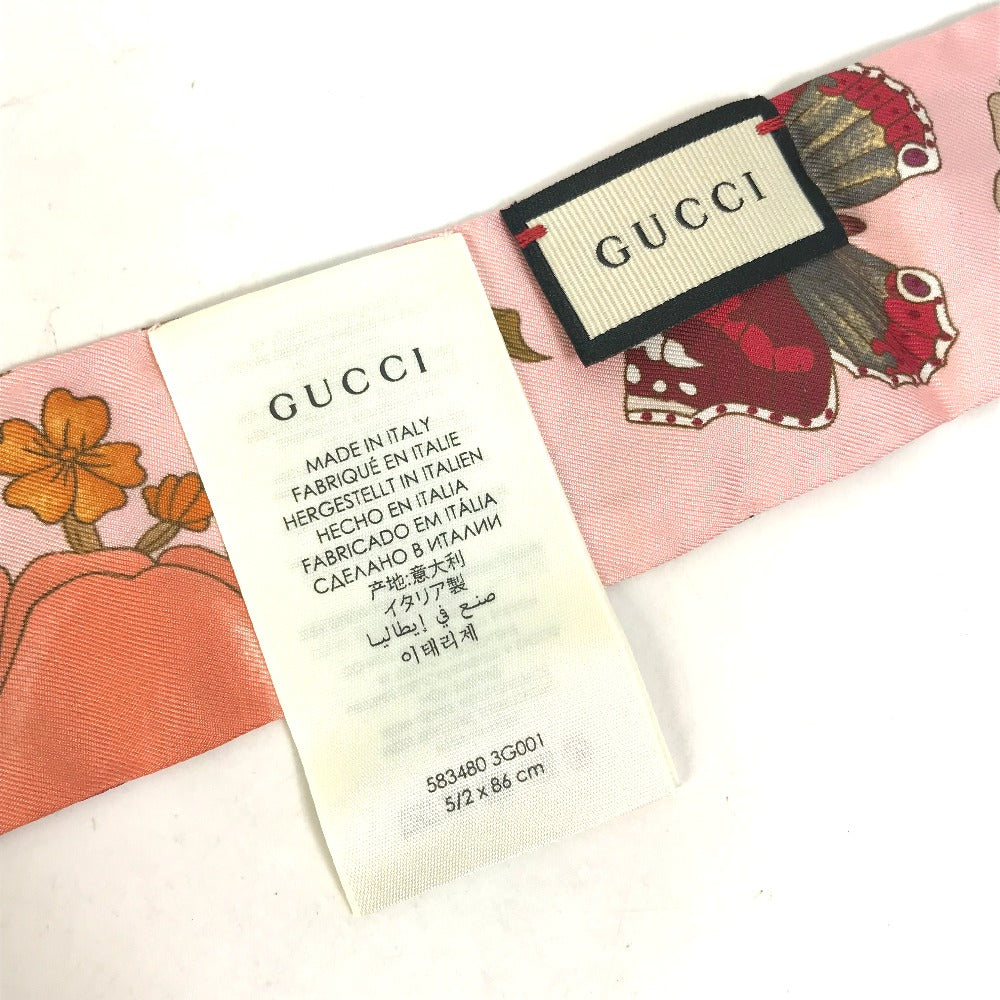 GUCCI
GUCCI
MADE IN ITALY
FABRIQUÉ EN ITALIE
HERGESTELLT IN ITALIEN
HECHO EN ITALIA
FABRICADO EM ITÁLIA
СДЕЛАНО В ИТАЛИИ
产地:意大利
イタリア製
صنع في إيطاليا
이태리제
583480 3G001
5/2 x 86 cm